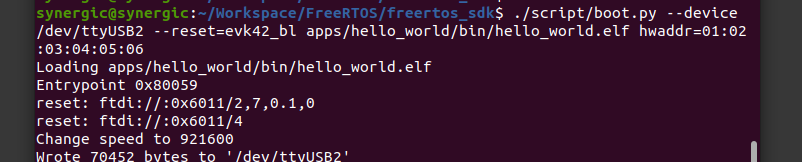 synergic@synergic:~/Workspace/FreeRTOS/freertos_sdk$ ./script/boot.py --device
/dev/ttyUSB2 --reset=evk42_bl apps/hello_world/bin/hello_world.elf hwaddr=01:02
:03:04:05:06
Loading apps/hello_world/bin/hello_world.elf
Entrypoint 0x80059
reset: ftdi://:0x6011/2,7,0.1,0
reset: ftdi://:0x6011/4
Change speed to 921600
Wrote 70452 bytes to '/dev/ttyUSB2'